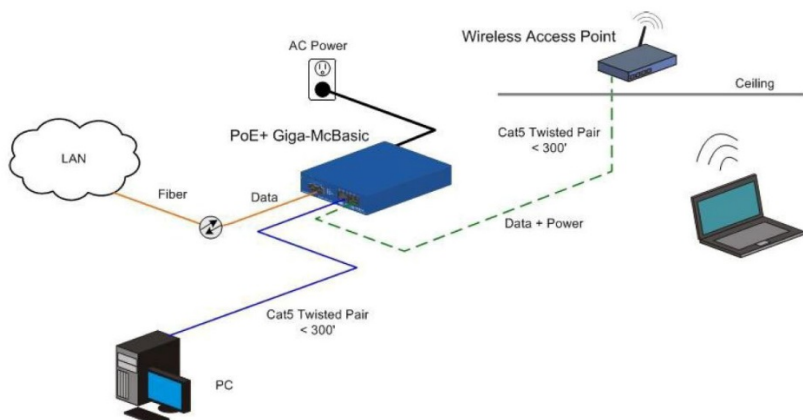 Wireless Access Point
AC Power
Ceiling
PoE+ Giga-McBasic
Cat5 Twisted Pair
< 300'
LAN
Fiber
Data
Data + Power
Cat5 Twisted Pair
< 300'
PC